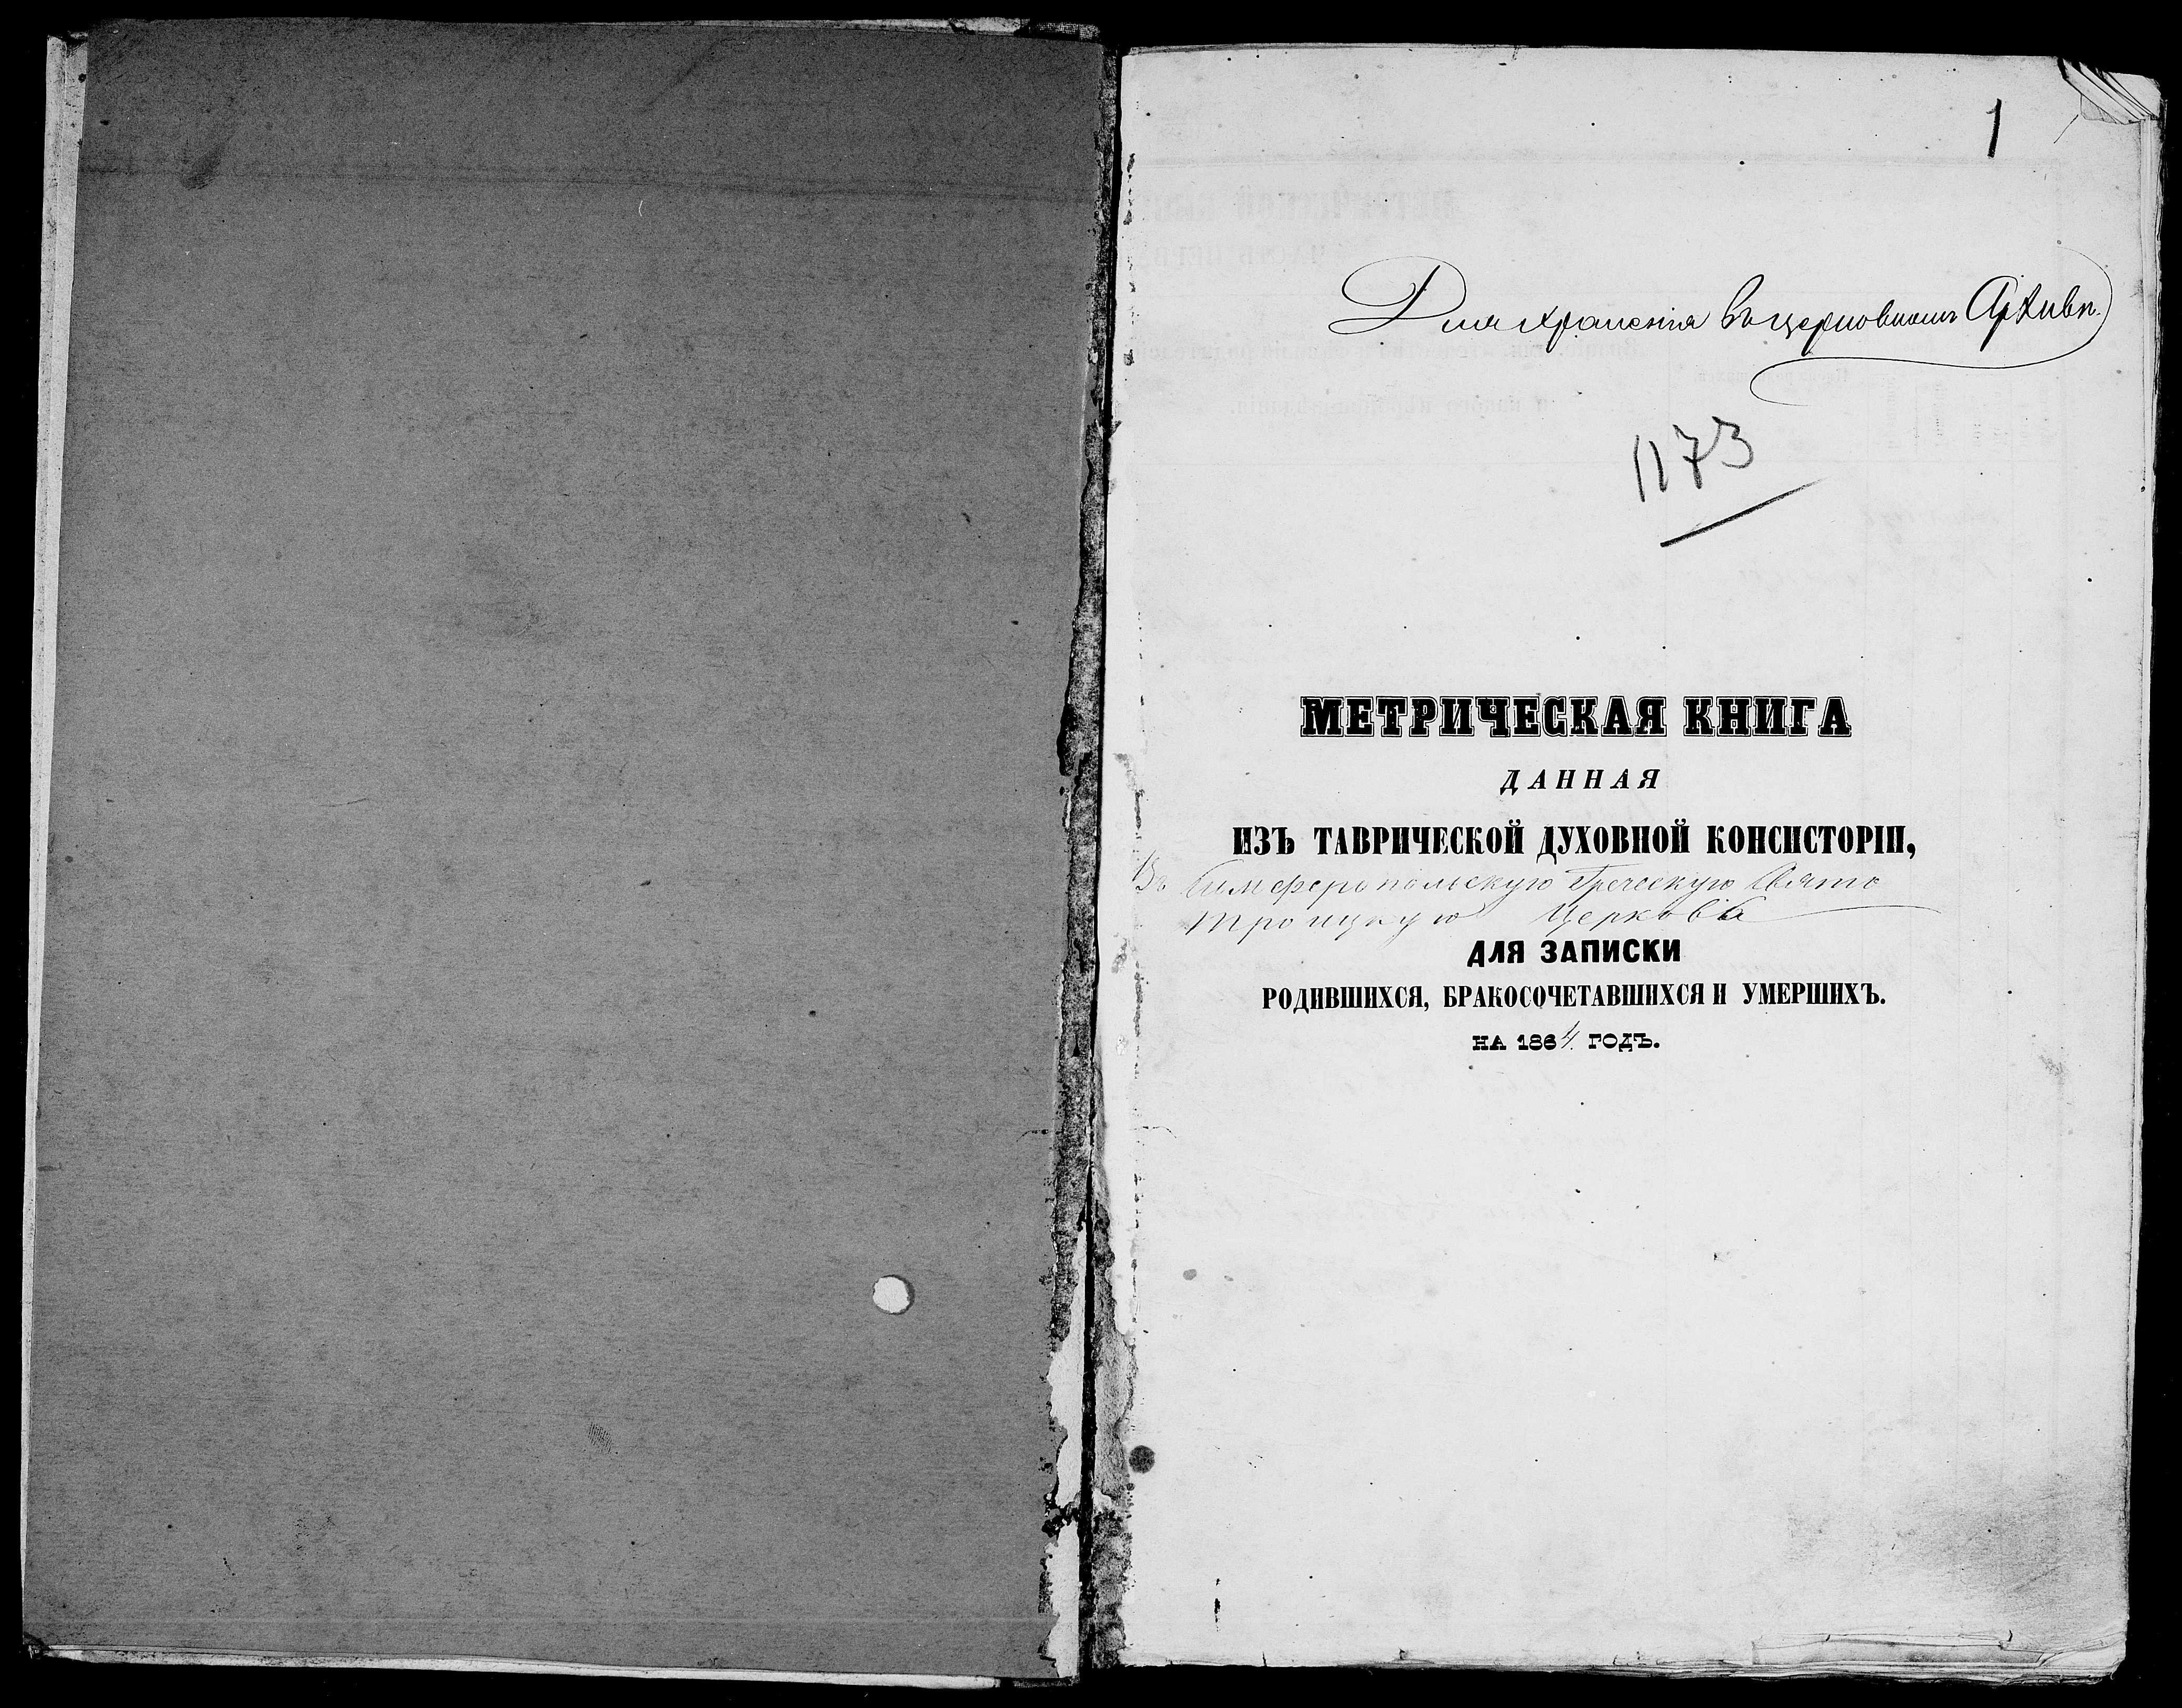 1
Для храненія въ церковномъ Архивѣ.
1173
МЕТРИЧЕСКАЯ КНИГА
ДАННАЯ
ИЗЪ ТАВРИЧЕСКОЙ ДУХОВНОЙ КОНСИСТОРІИ,
Въ Симферопольскую Греческую Свято
Троицкую Церковь
ДЛЯ ЗАПИСКИ
РОДИВШИХСЯ, БРАКОСОЧЕТАВШИХСЯ И УМЕРШИХЪ.
НА 1864 ГОДЪ.